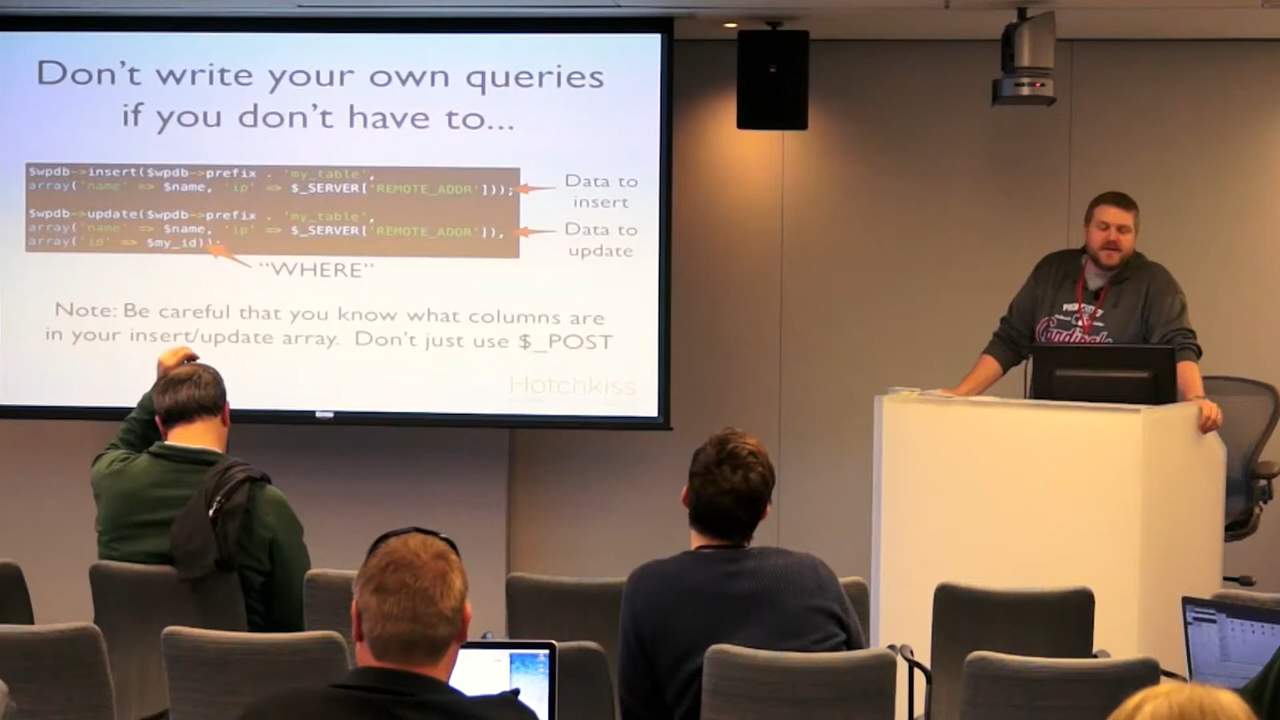 Don't write your own queries
if you don't have to...
$wpdb->insert($wpdb->prefix . 'my_table',
array('name' => $name, 'ip' => $_SERVER['REMOTE_ADDR']));
Data to
insert
$wpdb->update($wpdb->prefix . 'my_table',
array('name' => $name, 'ip' => $_SERVER['REMOTE_ADDR']),
array('id' => $my_id));
Data to
update
"WHERE"
Note: Be careful that you know what columns are
in your insert/update array. Don't just use $_POST
Hotchkiss
Cardinals